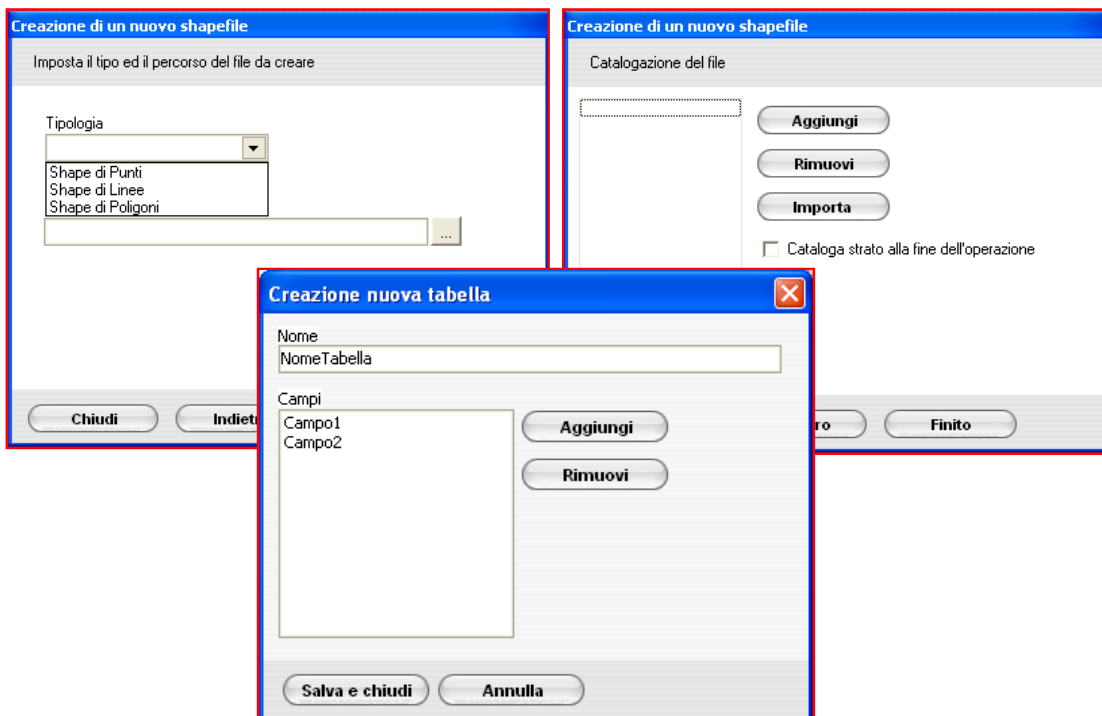 Creazione di un nuovo shapefile
Imposta il tipo ed il percorso del file da creare
Tipologia
Shape di Punti
Shape di Linee
Shape di Poligoni
...
Chiudi
Indiet
Creazione di un nuovo shapefile
Catalogazione del file
Aggiungi
Rimuovi
Importa
Cataloga strato alla fine dell'operazione
ro
Finito
Creazione nuova tabella
Nome
NomeTabella
Campi
Campo1
Campo2
Aggiungi
Rimuovi
Salva e chiudi
Annulla